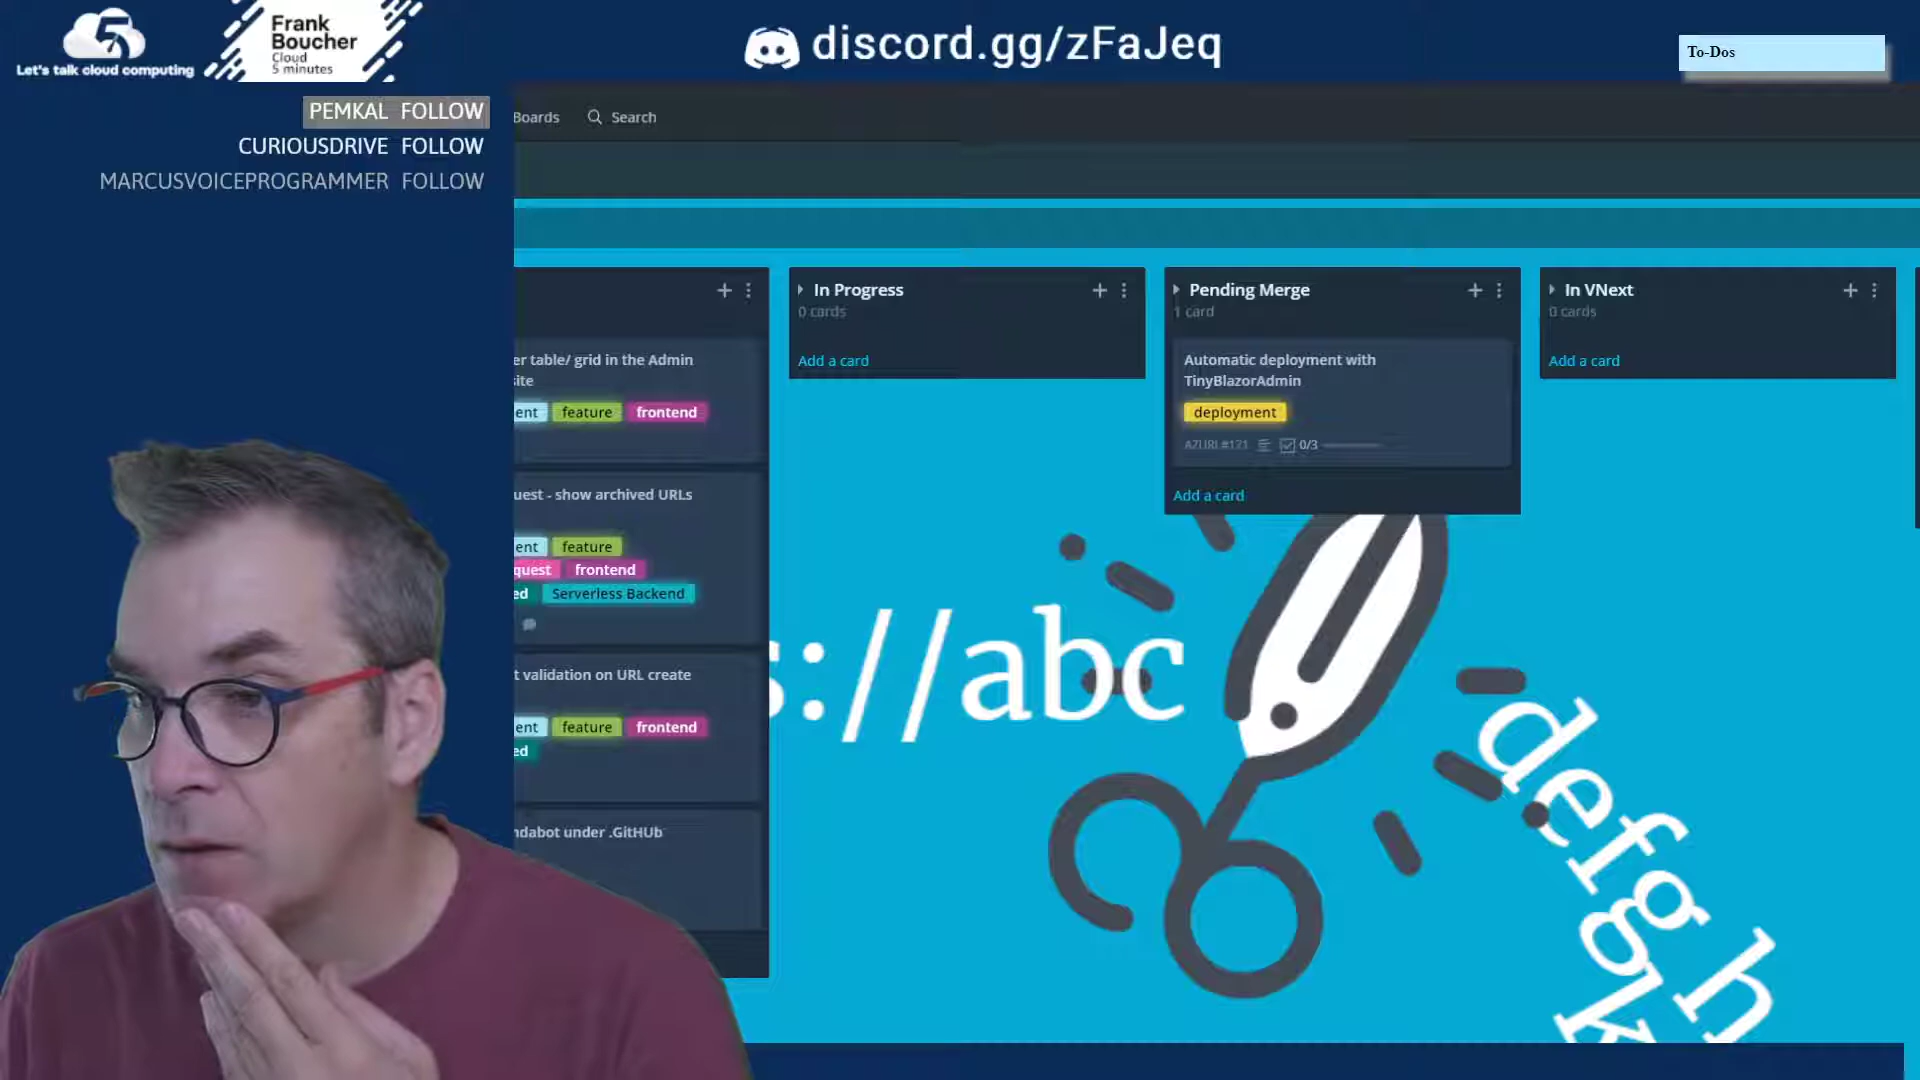 5
Let's talk cloud computing
Frank
Boucher
Cloud
5 minutes
discord.gg/zFaJeq
To-Dos
PEMKAL FOLLOW
CURIOUSDRIVE FOLLOW
MARCUSVOICEPROGRAMMER FOLLOW
Boards
Search
er table/ grid in the Admin
site
ent feature frontend
uest - show archived URLs
ent feature
quest frontend
ed Serverless Backend
t validation on URL create
ent feature frontend
ed
ndabot under .GitHUb
In Progress
0 cards
Add a card
Pending Merge
1 card
Automatic deployment with
TinyBlazorAdmin
deployment
AZURL#121 0/3
Add a card
In VNext
0 cards
Add a card
s://abc
defgh
k